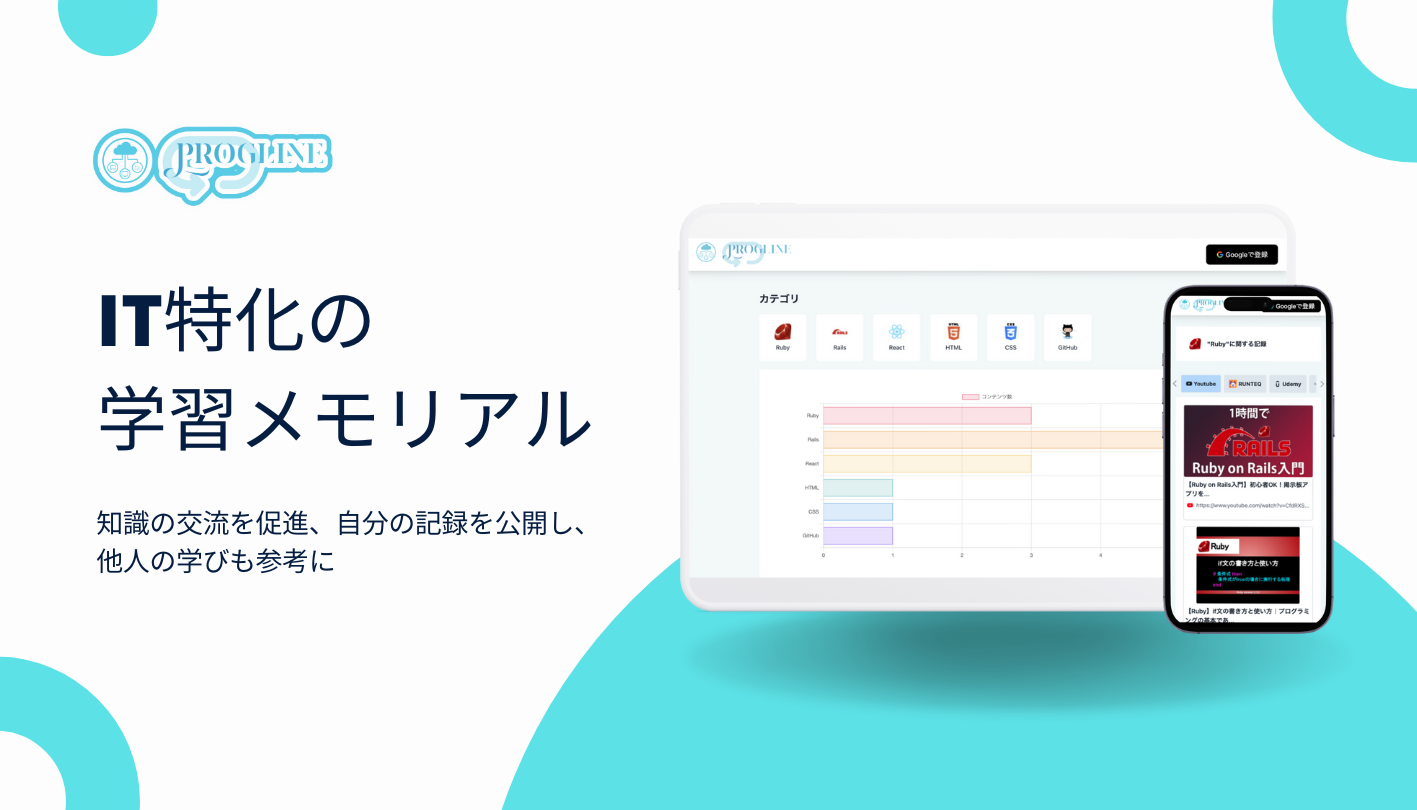 PROGLINE
IT特化の
学習メモリアル
知識の交流を促進、自分の記録を公開し、
他人の学びも参考に
PROGLINE
Googleで登録
カテゴリ
Ruby
Rails
React
HTML
CSS
GitHub
コンテンツ数
Ruby
Rails
React
HTML
CSS
GitHub
0 1 2 3 4
Googleで登録
"Ruby"に関する記録
Youtube
RUNTEQ
Udemy
1時間で
RAILS
Ruby on Rails入門
【Ruby on Rails入門】初心者OK！掲示板ア
プリを...
https://www.youtube.com/watch?v=CfdRXS...
Ruby
if文の書き方と使い方
【Ruby】if文の書き方と使い方｜プログラミ
ングの基本であ...